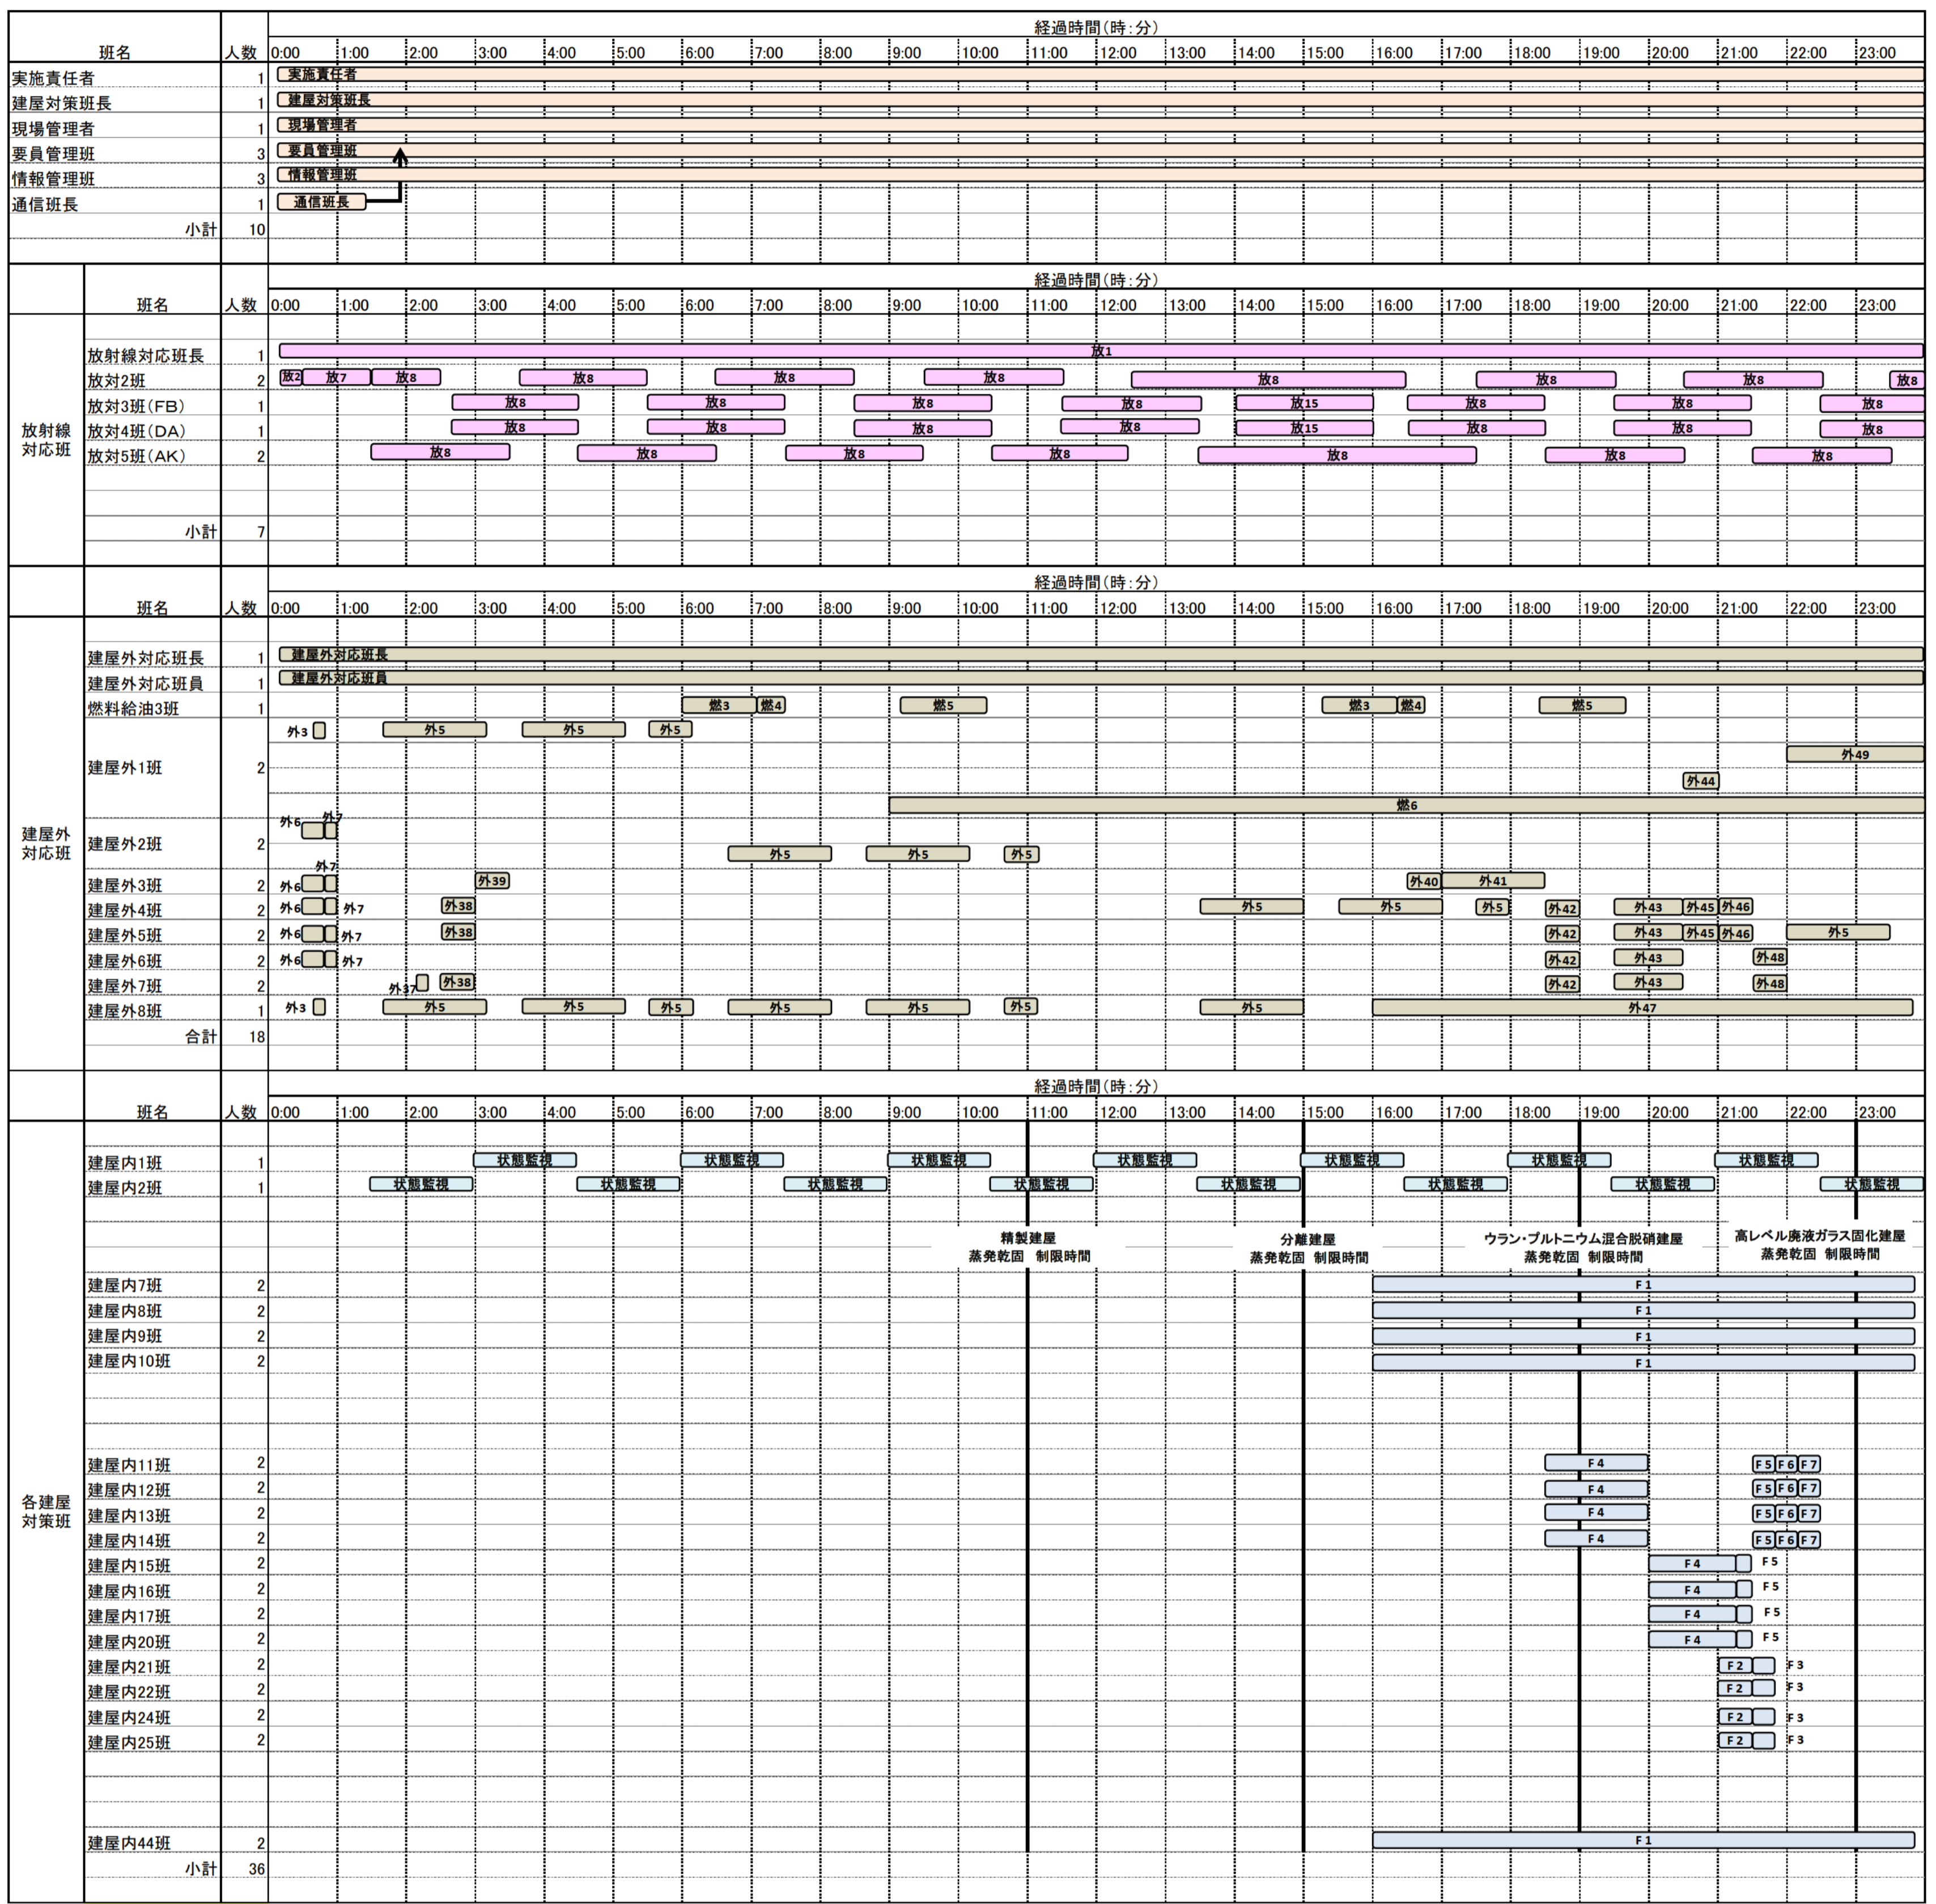 経過時間(時:分)
班名 人数 0:00 1:00 2:00 3:00 4:00 5:00 6:00 7:00 8:00 9:00 10:00 11:00 12:00 13:00 14:00 15:00 16:00 17:00 18:00 19:00 20:00 21:00 22:00 23:00
実施責任者 1 実施責任者
建屋対策班長 1 建屋対策班長
現場管理者 1 現場管理者
要員管理班 3 要員管理班
情報管理班 3 情報管理班
通信班長 1 通信班長
小計 10
経過時間(時:分)
班名 人数 0:00 1:00 2:00 3:00 4:00 5:00 6:00 7:00 8:00 9:00 10:00 11:00 12:00 13:00 14:00 15:00 16:00 17:00 18:00 19:00 20:00 21:00 22:00 23:00
放射線対応班長 1 放1
放対2班 2 放2 放7 放8 放8 放8 放8 放8 放8 放8 放8
放対3班(FB) 1 放8 放8 放8 放8 放15 放8 放8 放8
放射線
対応班
放対4班(DA) 1 放8 放8 放8 放8 放15 放8 放8 放8
放対5班(AK) 2 放8 放8 放8 放8 放8 放8 放8
小計 7
経過時間(時:分)
班名 人数 0:00 1:00 2:00 3:00 4:00 5:00 6:00 7:00 8:00 9:00 10:00 11:00 12:00 13:00 14:00 15:00 16:00 17:00 18:00 19:00 20:00 21:00 22:00 23:00
建屋外対応班長 1 建屋外対応班長
建屋外対応班員 1 建屋外対応班員
燃料給油3班 1 燃3 燃4 燃5 燃3 燃4 燃5
外3 外5 外5 外5
外49
建屋外1班 2
外44
燃6
建屋外
対応班
外6 外7
建屋外2班 2
外5 外5 外5
外7
建屋外3班 2 外6 外39 外40 外41
建屋外4班 2 外6 外7 外38 外5 外5 外5 外42 外43 外45 外46
建屋外5班 2 外6 外7 外38 外42 外43 外45 外46 外5
建屋外6班 2 外6 外7 外42 外43 外48
建屋外7班 2 外37 外38 外42 外43 外48
建屋外8班 1 外3 外5 外5 外5 外5 外5 外5 外5 外47
合計 18
経過時間(時:分)
班名 人数 0:00 1:00 2:00 3:00 4:00 5:00 6:00 7:00 8:00 9:00 10:00 11:00 12:00 13:00 14:00 15:00 16:00 17:00 18:00 19:00 20:00 21:00 22:00 23:00
建屋内1班 1 状態監視 状態監視 状態監視 状態監視 状態監視 状態監視 状態監視
建屋内2班 1 状態監視 状態監視 状態監視 状態監視 状態監視 状態監視 状態監視 状態監視
精製建屋
蒸発乾固 制限時間
分離建屋
蒸発乾固 制限時間
ウラン・プルトニウム混合脱硝建屋
蒸発乾固 制限時間
高レベル廃液ガラス固化建屋
蒸発乾固 制限時間
建屋内7班 2 F1
建屋内8班 2 F1
建屋内9班 2 F1
建屋内10班 2 F1
建屋内11班 2 F4 F5 F6 F7
各建屋
対策班
建屋内12班 2 F4 F5 F6 F7
建屋内13班 2 F4 F5 F6 F7
建屋内14班 2 F4 F5 F6 F7
建屋内15班 2 F4 F5
建屋内16班 2 F4 F5
建屋内17班 2 F4 F5
建屋内20班 2 F4 F5
建屋内21班 2 F2 F3
建屋内22班 2 F2 F3
建屋内24班 2 F2 F3
建屋内25班 2 F2 F3
建屋内44班 2 F1
小計 36